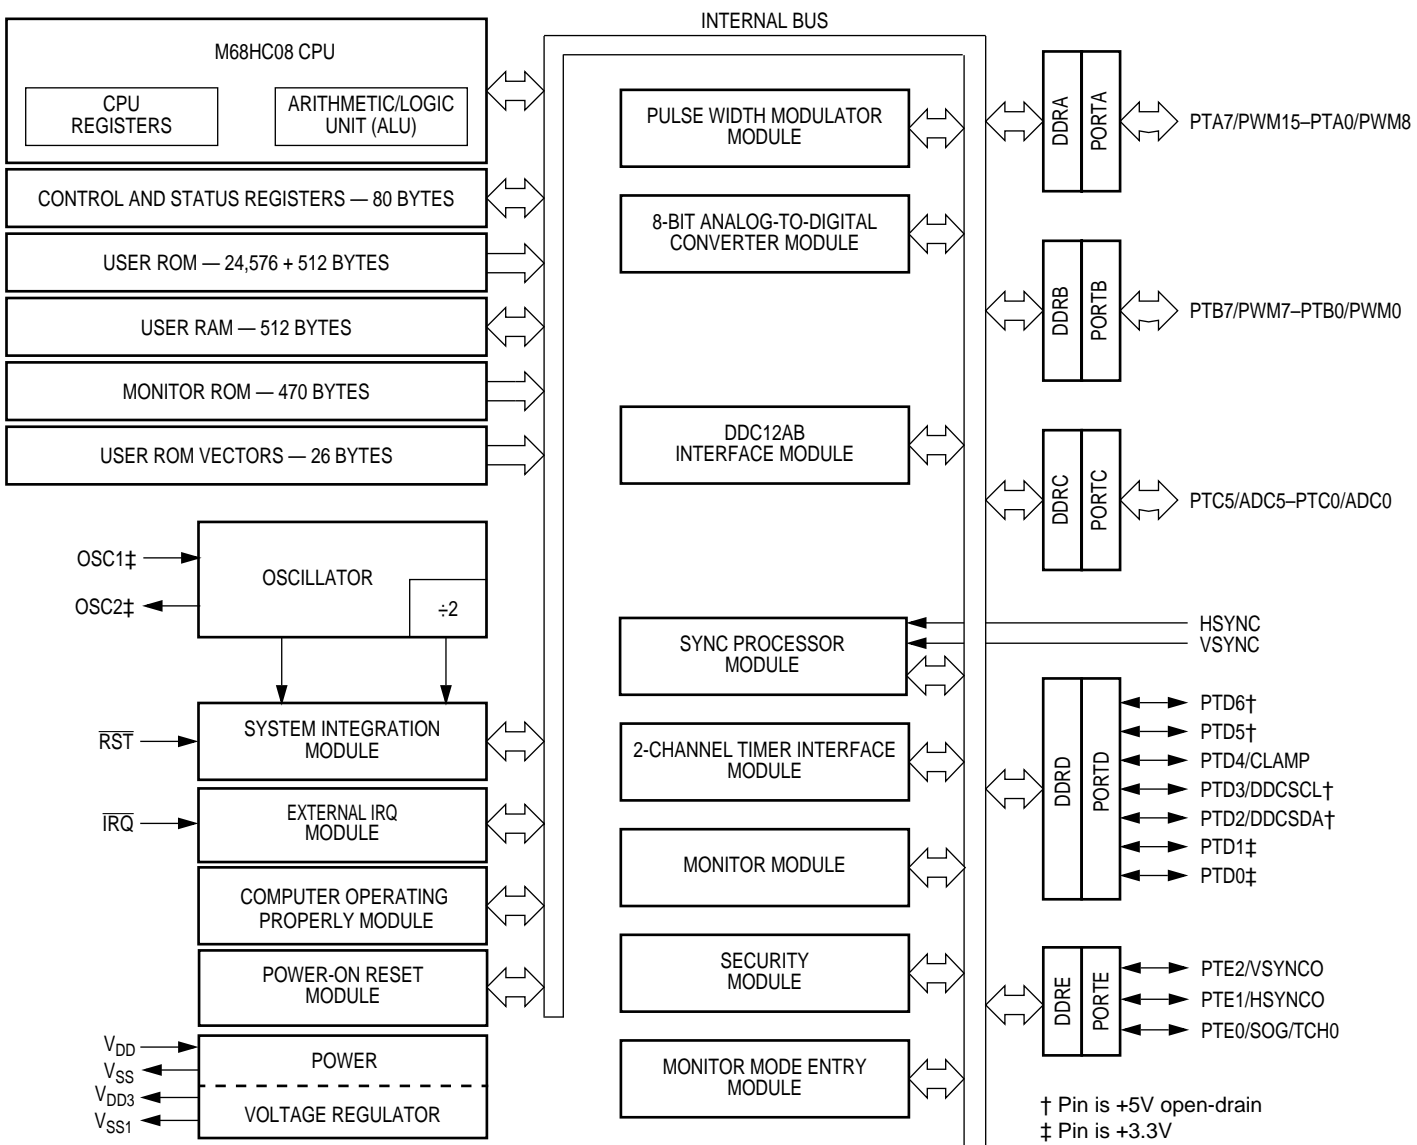 INTERNAL BUS
M68HC08 CPU
CPU
REGISTERS
ARITHMETIC/LOGIC
UNIT (ALU)
CONTROL AND STATUS REGISTERS — 80 BYTES
USER ROM — 24,576 + 512 BYTES
USER RAM — 512 BYTES
MONITOR ROM — 470 BYTES
USER ROM VECTORS — 26 BYTES
OSC1‡
OSC2‡
OSCILLATOR
÷2
RST
SYSTEM INTEGRATION
MODULE
IRQ
EXTERNAL IRQ
MODULE
COMPUTER OPERATING
PROPERLY MODULE
POWER-ON RESET
MODULE
VDD
VSS
VDD3
VSS1
POWER
VOLTAGE REGULATOR
PULSE WIDTH MODULATOR
MODULE
8-BIT ANALOG-TO-DIGITAL
CONVERTER MODULE
DDC12AB
INTERFACE MODULE
SYNC PROCESSOR
MODULE
2-CHANNEL TIMER INTERFACE
MODULE
MONITOR MODULE
SECURITY
MODULE
MONITOR MODE ENTRY
MODULE
DDRA
PORTA
PTA7/PWM15–PTA0/PWM8
DDRB
PORTB
PTB7/PWM7–PTB0/PWM0
DDRC
PORTC
PTC5/ADC5–PTC0/ADC0
HSYNC
VSYNC
DDRD
PORTD
PTD6†
PTD5†
PTD4/CLAMP
PTD3/DDCSCL†
PTD2/DDCSDA†
PTD1‡
PTD0‡
DDRE
PORTE
PTE2/VSYNCO
PTE1/HSYNCO
PTE0/SOG/TCH0
† Pin is +5V open-drain
‡ Pin is +3.3V